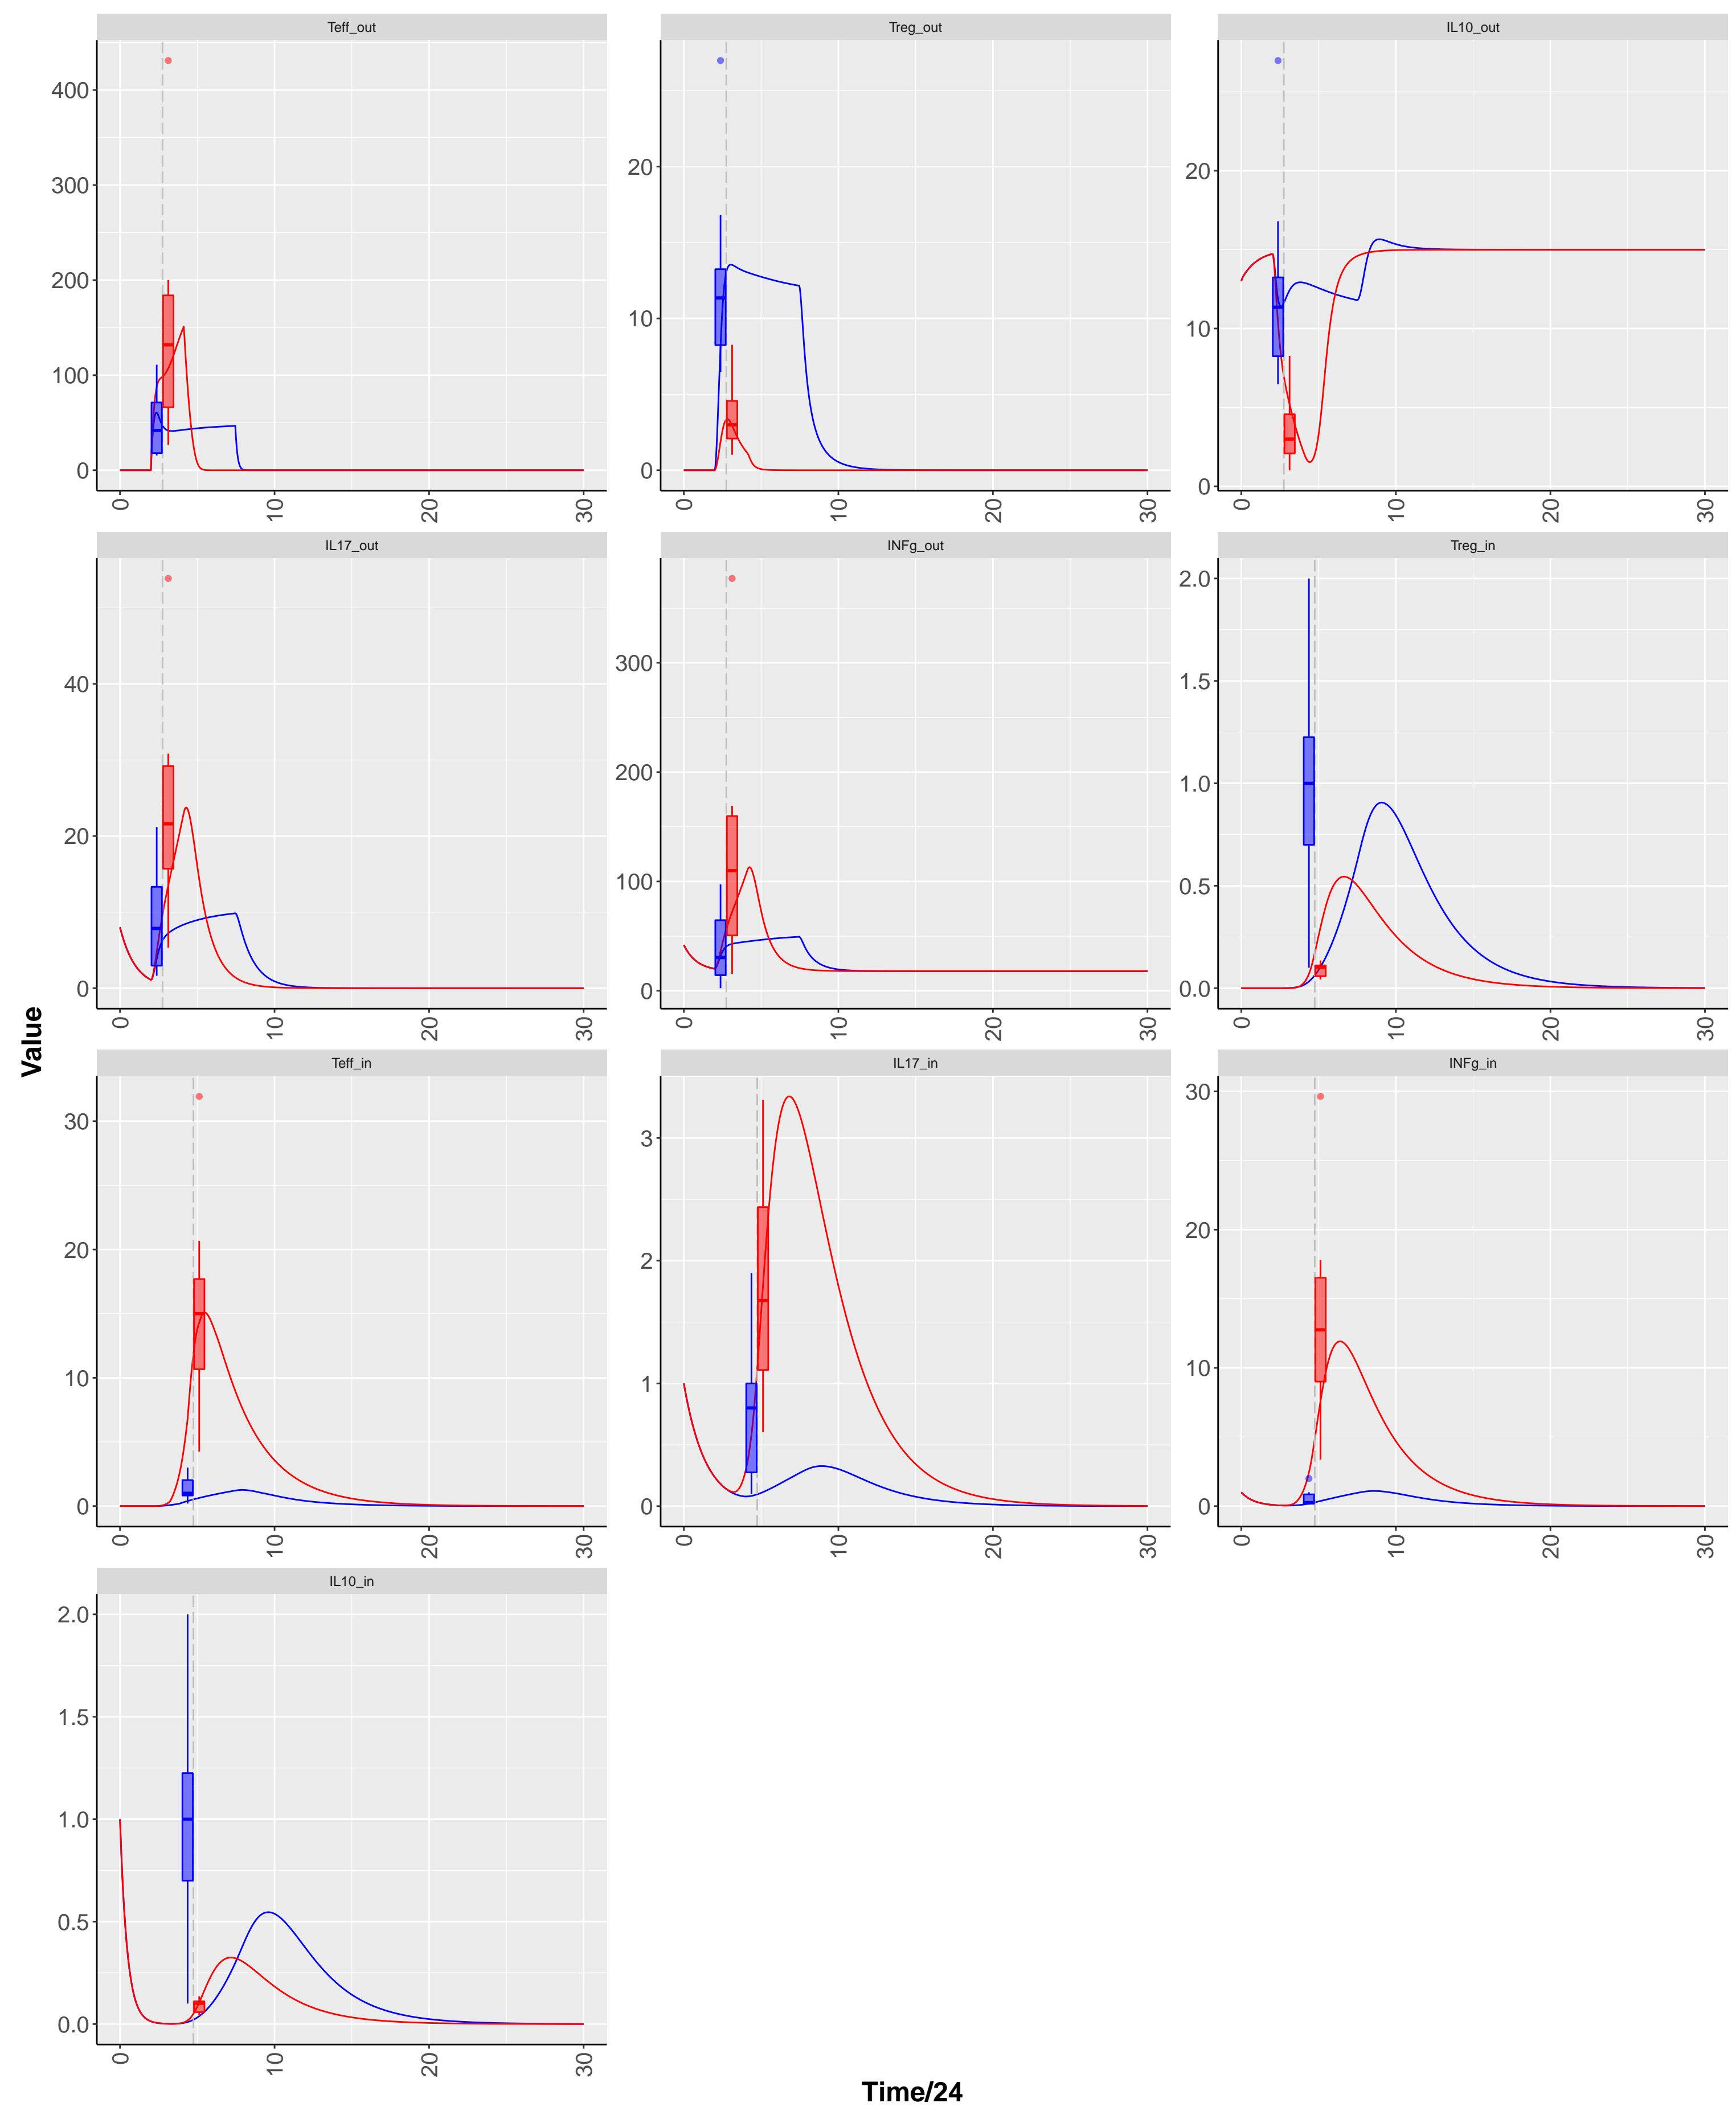 Teff_out Treg_out IL10_out
400 300 200 100 0
20 10 0
20 10 0
0 10 20 30 0 10 20 30 0 10 20 30
IL17_out INFg_out Treg_in
40 20 0
300 200 100 0
2.0 1.5 1.0 0.5 0.0
0 10 20 30 0 10 20 30 0 10 20 30
Value
Teff_in IL17_in INFg_in
30 20 10 0
3 2 1 0
30 20 10 0
0 10 20 30 0 10 20 30 0 10 20 30
IL10_in
2.0 1.5 1.0 0.5 0.0
0 10 20 30
Time/24